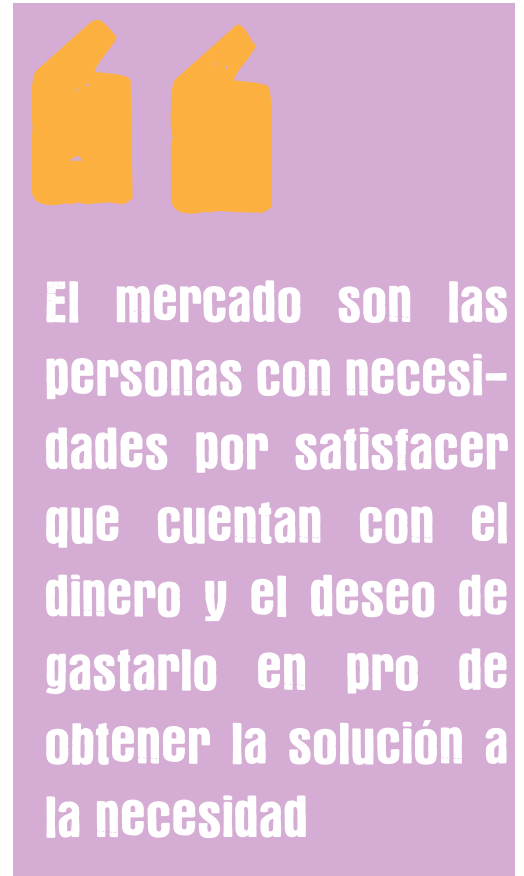 El mercado son las
personas con necesi-
dades por satisfacer
que cuentan con el
dinero y el deseo de
gastarlo en pro de
obtener la solución a
la necesidad